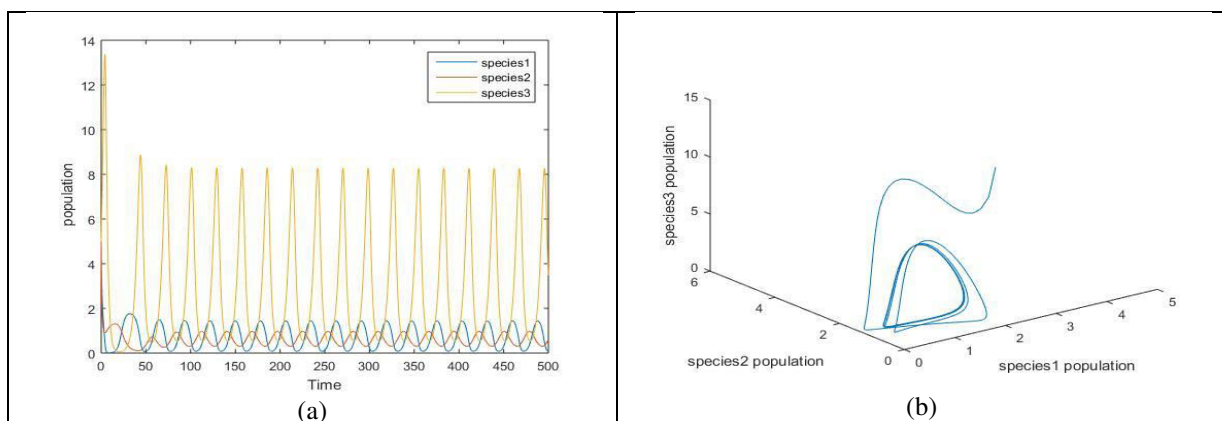 14
12
10
8
6
4
2
0
population
species1
species2
species3
0 50 100 150 200 250 300 350 400 450 500
Time
(a)
15
10
5
0
species3 population
6
4
2
0
species2 population
0
1
2
3
4
5
species1 population
(b)